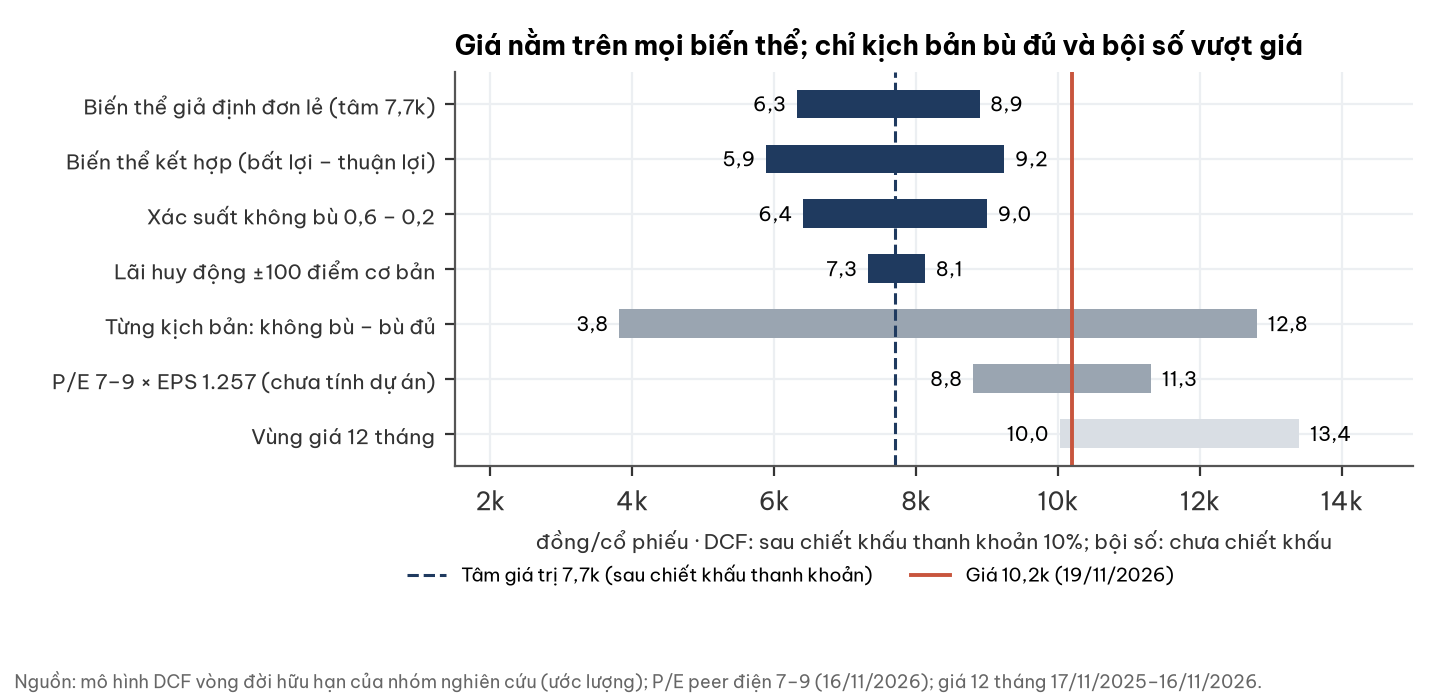 Giá nằm trên mọi biến thể; chỉ kịch bản bù đủ và bội số vượt giá
Biến thể giả định đơn lẻ (tâm 7,7k)
6,3
8,9
Biến thể kết hợp (bất lợi – thuận lợi)
5,9
9,2
Xác suất không bù 0,6 – 0,2
6,4
9,0
Lãi huy động ±100 điểm cơ bản
7,3
8,1
Từng kịch bản: không bù – bù đủ
3,8
12,8
P/E 7–9 × EPS 1.257 (chưa tính dự án)
8,8
11,3
Vùng giá 12 tháng
10,0
13,4
2k 4k 6k 8k 10k 12k 14k
đồng/cổ phiếu · DCF: sau chiết khấu thanh khoản 10%; bội số: chưa chiết khấu
Tâm giá trị 7,7k (sau chiết khấu thanh khoản) Giá 10,2k (19/11/2026)
Nguồn: mô hình DCF vòng đời hữu hạn của nhóm nghiên cứu (ước lượng); P/E peer điện 7–9 (16/11/2026); giá 12 tháng 17/11/2025–16/11/2026.